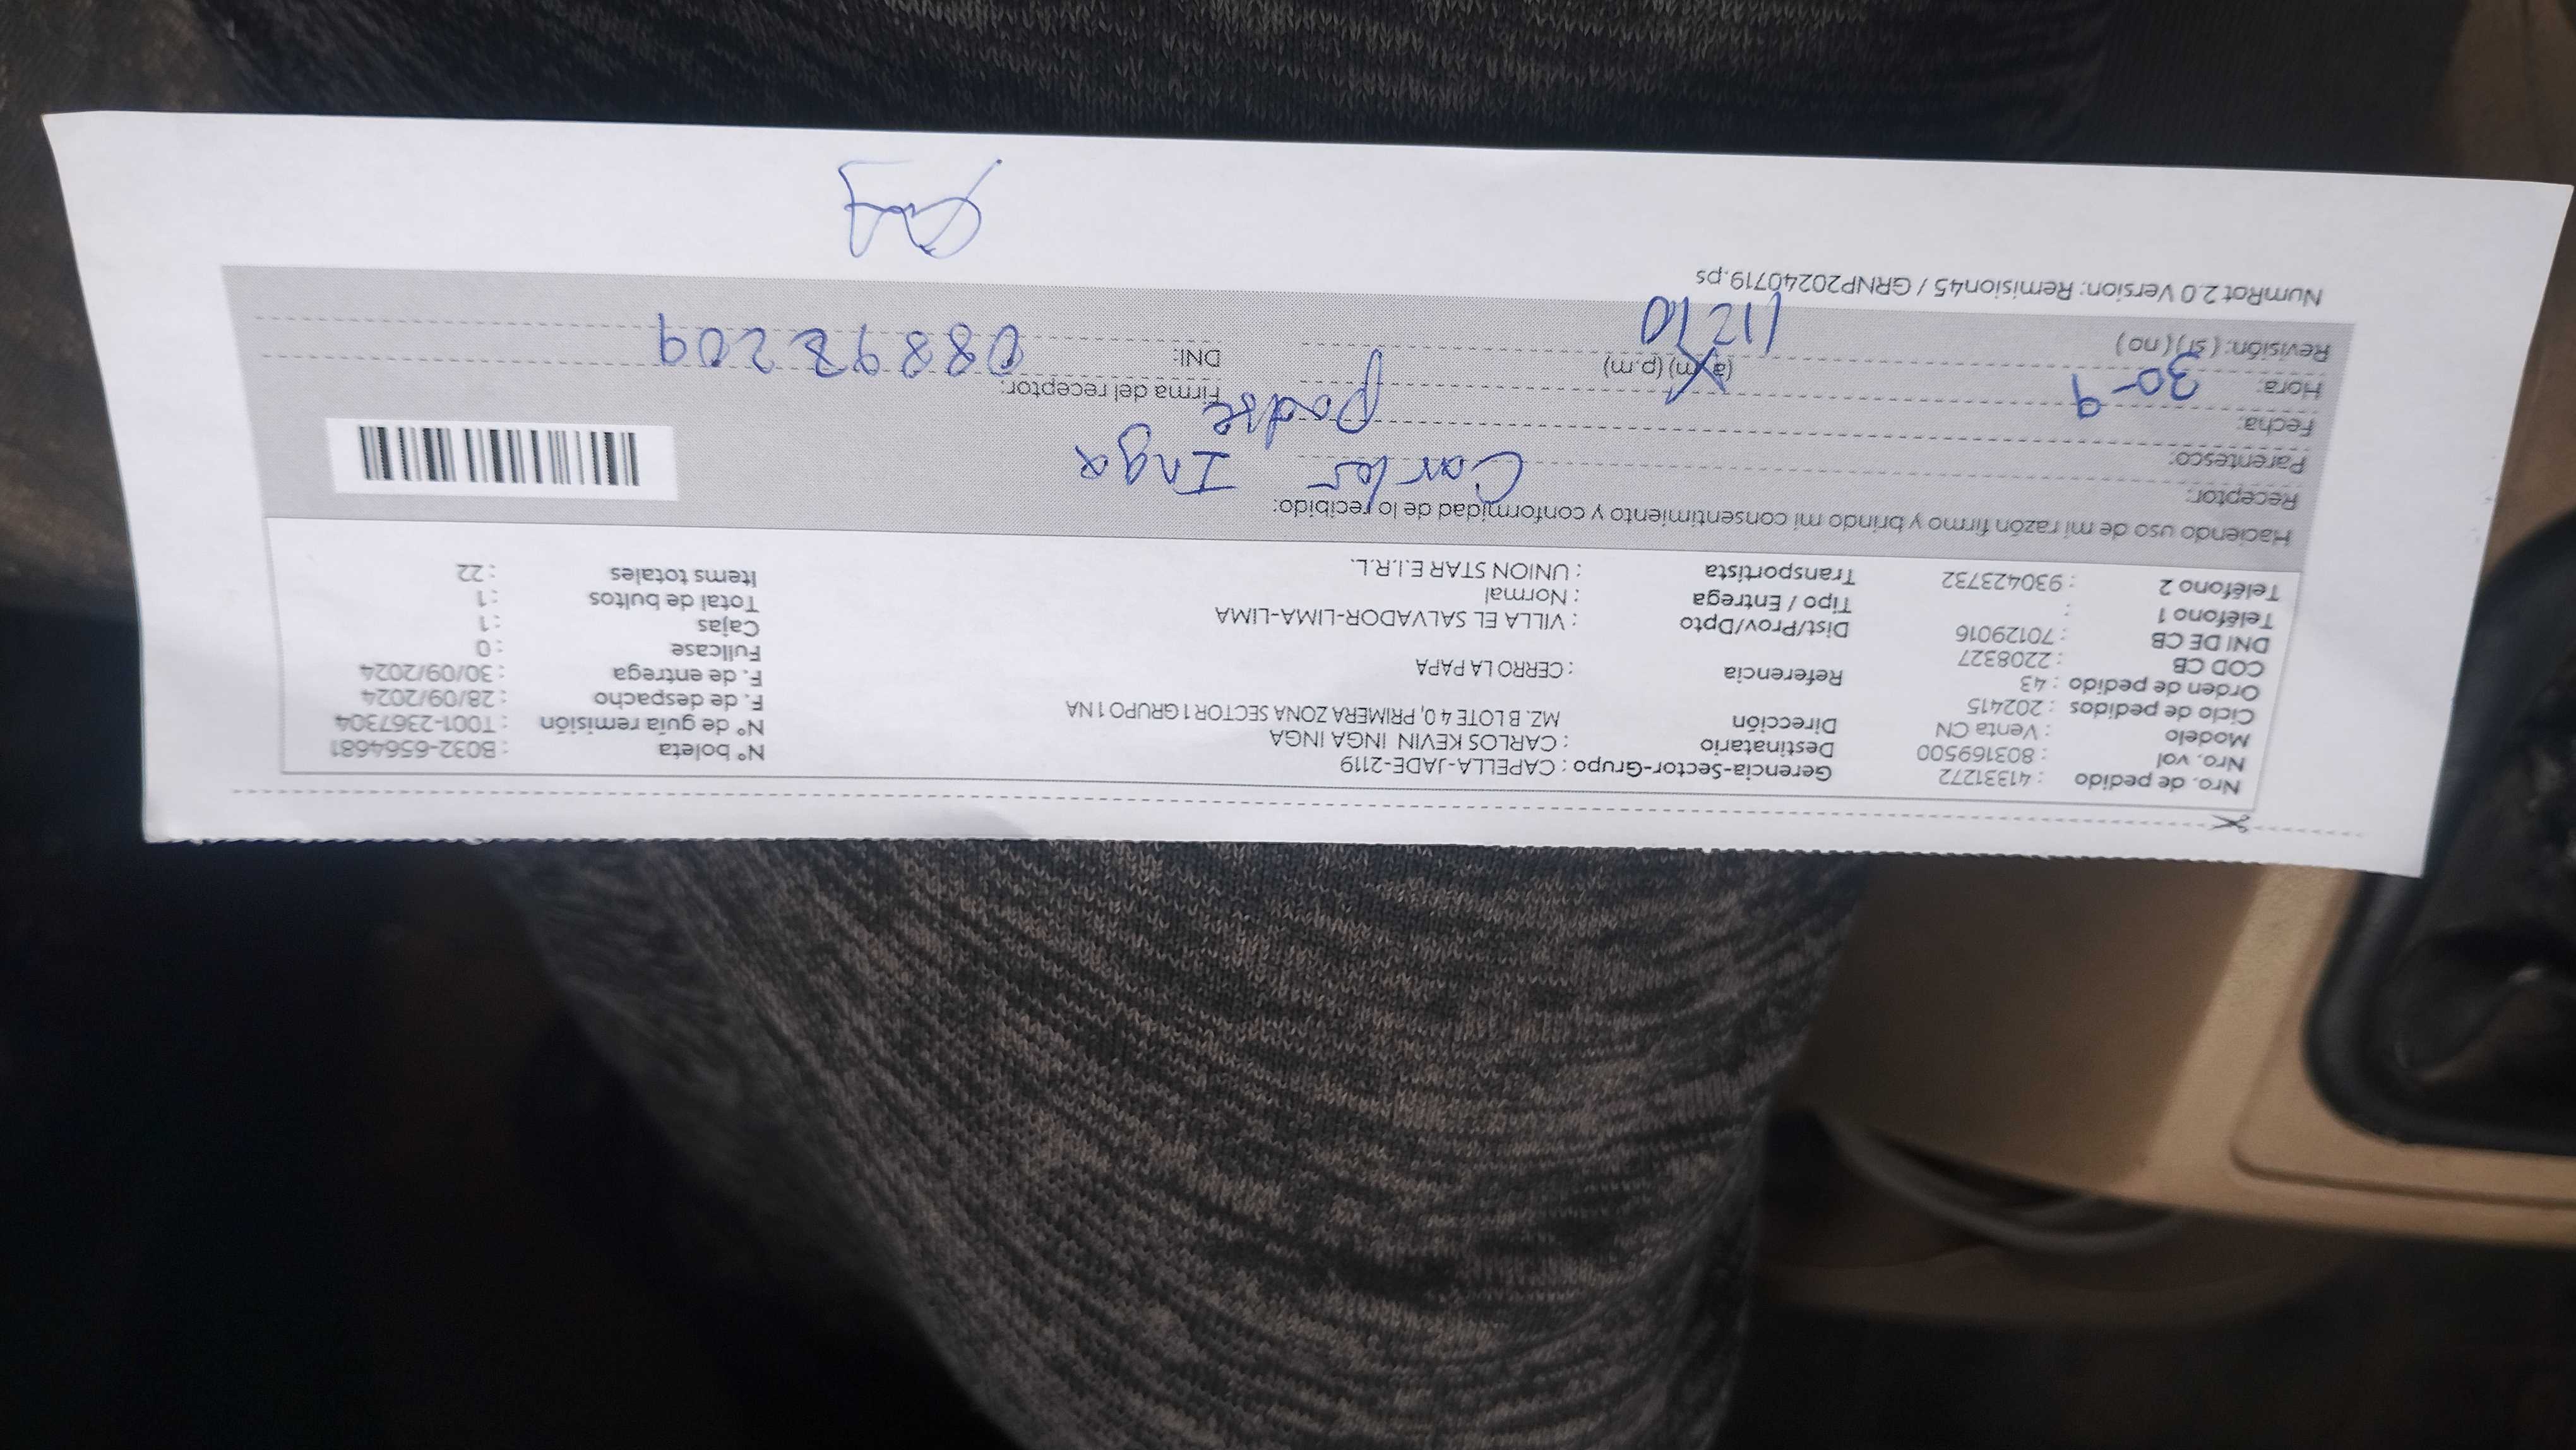 Nro. de pedido : 41331272
Nro. vol : 803169500
Modelo : Venta CN
Ciclo de pedidos : 202415
Orden de pedido : 43
COD CB : 2208327
DNI DE CB : 70129016
Teléfono 1 :
Teléfono 2 : 930423732
Gerencia-Sector-Grupo : CAPELLA-JADE-2119
Destinatario : CARLOS KEVIN INGA INGA
Dirección MZ. B LOTE 4 0, PRIMERA ZONA SECTOR 1 GRUPO 1 NA
Referencia : CERRO LA PAPA
Dist/Prov/Dpto : VILLA EL SALVADOR-LIMA-LIMA
Tipo / Entrega : Normal
Transportista : UNION STAR E.I.R.L.
N° boleta : B032-65664681
N° de guía remisión : T001-2367304
F. de despacho : 28/09/2024
F. de entrega : 30/09/2024
Fullcase : 0
Cajas : 1
Total de bultos : 1
Items totales : 22
Haciendo uso de mi razón firmo y brindo mi consentimiento y conformidad de lo recibido:
Receptor: Carlos Inga
Parentesco: Padre
Fecha: 30-9
Hora: (a.m) (p.m)
Revisión: ( sí ) ( no )
Firma del receptor:
DNI: 08898209
NumRot 2.0 Version: Remision45 / GRNP20240719.ps